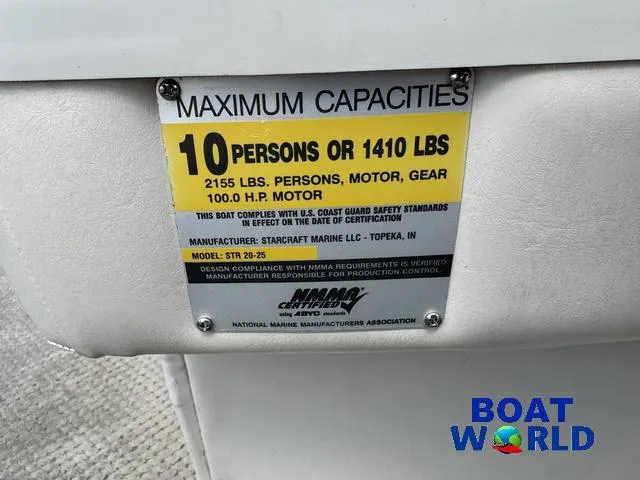 MAXIMUM CAPACITIES
10 PERSONS OR 1410 LBS
2155 LBS. PERSONS, MOTOR, GEAR
100.0 H.P. MOTOR
THIS BOAT COMPLIES WITH U.S. COAST GUARD SAFETY STANDARDS
IN EFFECT ON THE DATE OF CERTIFICATION
MANUFACTURER: STARCRAFT MARINE LLC - TOPEKA, IN
MODEL: STR 20-25
DESIGN COMPLIANCE WITH NMMA REQUIREMENTS IS VERIFIED.
MANUFACTURER RESPONSIBLE FOR PRODUCTION CONTROL.
NMMA
CERTIFIED
using ABYC standards
NATIONAL MARINE MANUFACTURERS ASSOCIATION
BOAT
WORLD